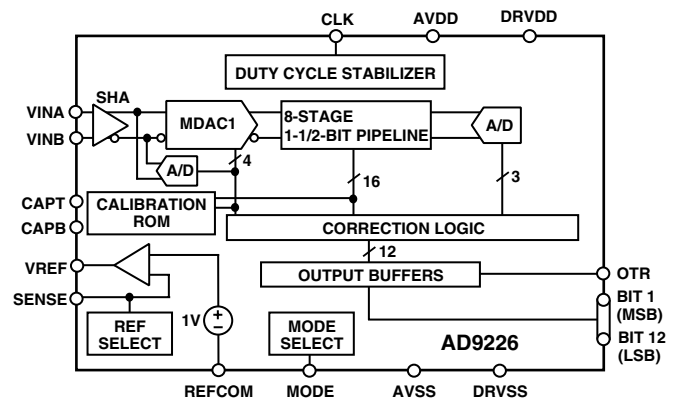 CLK AVDD DRVDD
DUTY CYCLE STABILIZER
SHA
VINA
VINB
MDAC1
8-STAGE
1-1/2-BIT PIPELINE
A/D
A/D
4
16
3
CAPT
CAPB
CALIBRATION
ROM
CORRECTION LOGIC
12
VREF
OUTPUT BUFFERS
OTR
SENSE
BIT 1
(MSB)
1V
+
–
REF
SELECT
MODE
SELECT
AD9226
BIT 12
(LSB)
REFCOM MODE AVSS DRVSS